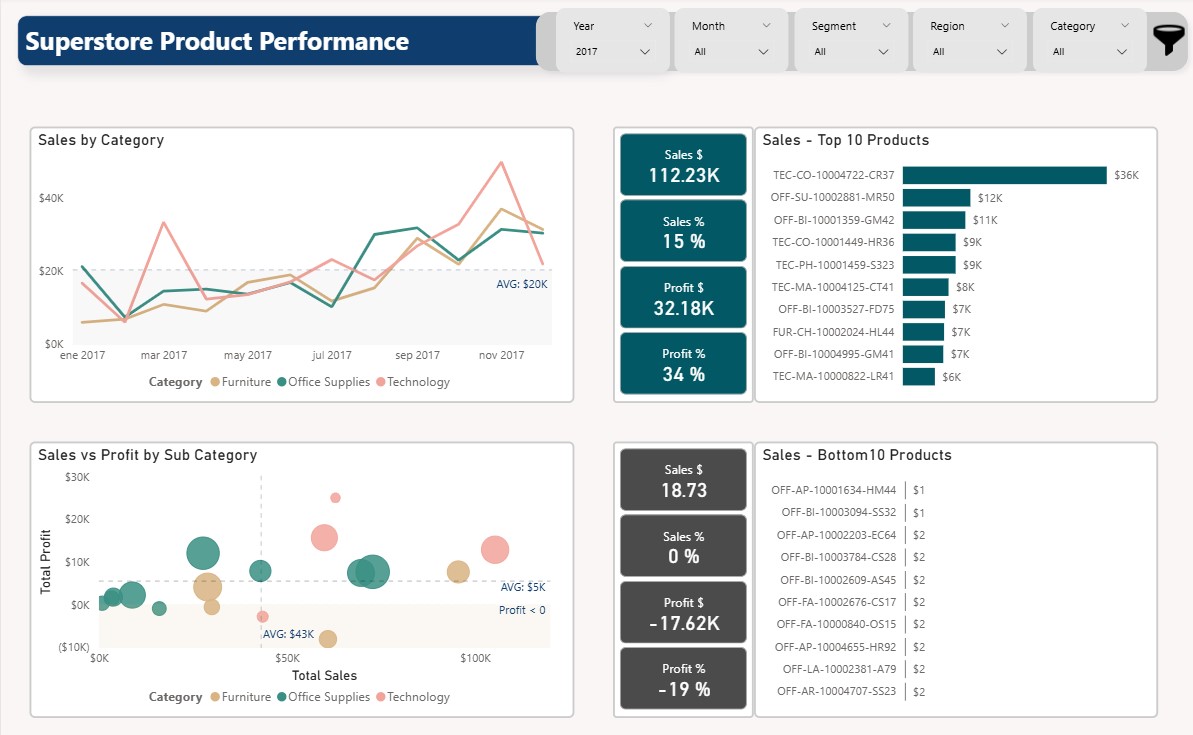 Superstore Product Performance
Year
2017
Month
All
Segment
All
Region
All
Category
All
Sales by Category
$40K
$20K
$0K
AVG: $20K
ene 2017 mar 2017 may 2017 jul 2017 sep 2017 nov 2017
Category Furniture Office Supplies Technology
Sales $
112.23K
Sales %
15 %
Profit $
32.18K
Profit %
34 %
Sales - Top 10 Products
TEC-CO-10004722-CR37 $36K
OFF-SU-10002881-MR50 $12K
OFF-BI-10001359-GM42 $11K
TEC-CO-10001449-HR36 $9K
TEC-PH-10001459-S323 $9K
TEC-MA-10004125-CT41 $8K
OFF-BI-10003527-FD75 $7K
FUR-CH-10002024-HL44 $7K
OFF-BI-10004995-GM41 $7K
TEC-MA-10000822-LR41 $6K
Sales vs Profit by Sub Category
Total Profit
$30K
$20K
$10K
$0K
($10K)
AVG: $5K
Profit < 0
AVG: $43K
$0K $50K $100K
Total Sales
Category Furniture Office Supplies Technology
Sales $
18.73
Sales %
0 %
Profit $
-17.62K
Profit %
-19 %
Sales - Bottom10 Products
OFF-AP-10001634-HM44 $1
OFF-BI-10003094-SS32 $1
OFF-AP-10002203-EC64 $2
OFF-BI-10003784-CS28 $2
OFF-BI-10002609-AS45 $2
OFF-FA-10002676-CS17 $2
OFF-FA-10000840-OS15 $2
OFF-AP-10004655-HR92 $2
OFF-LA-10002381-A79 $2
OFF-AR-10004707-SS23 $2